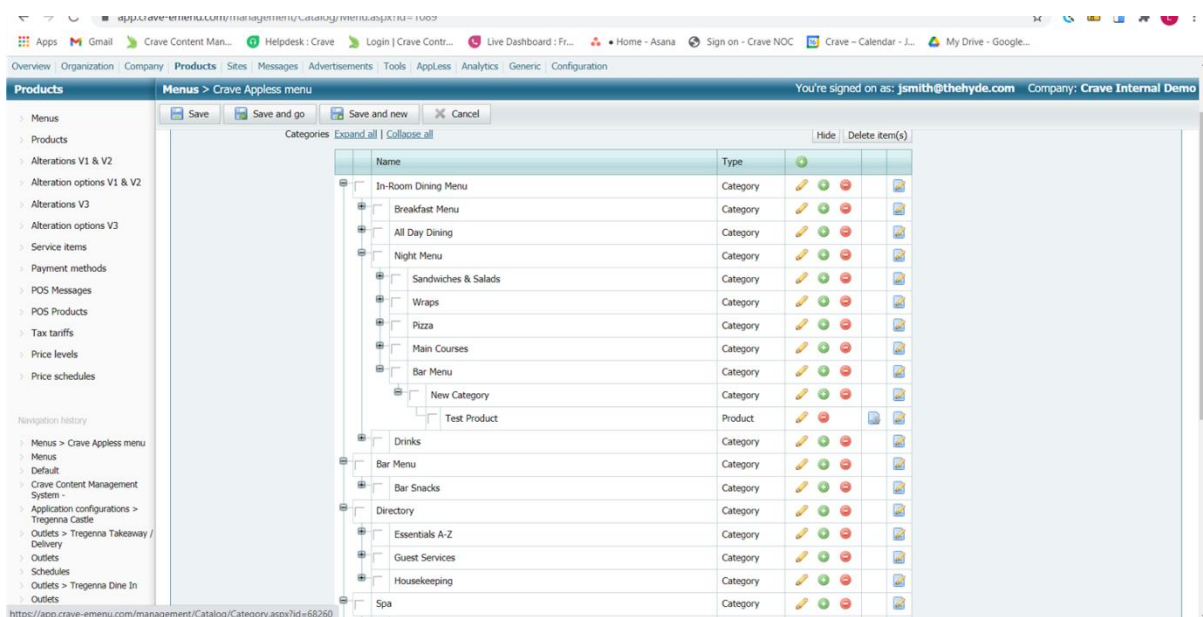 app.crave-emenu.com/management/Catalog/Menu.aspx?id=1089
Apps Gmail Crave Content Man... Helpdesk : Crave Login | Crave Contr... Live Dashboard : Fr... • Home - Asana Sign on - Crave NOC Crave – Calendar - J... My Drive - Google...
Overview Organization Company Products Sites Messages Advertisements Tools AppLess Analytics Generic Configuration
Products Menus > Crave Appless menu You're signed on as: jsmith@thehyde.com Company: Crave Internal Demo
Save Save and go Save and new Cancel
Categories Expand all | Collapse all Hide Delete item(s)
Name Type
In-Room Dining Menu Category
Breakfast Menu Category
All Day Dining Category
Night Menu Category
Sandwiches & Salads Category
Wraps Category
Pizza Category
Main Courses Category
Bar Menu Category
New Category Category
Test Product Product
Drinks Category
Bar Menu Category
Bar Snacks Category
Directory Category
Essentials A-Z Category
Guest Services Category
Housekeeping Category
Spa Category
Menus
Products
Alterations V1 & V2
Alteration options V1 & V2
Alterations V3
Alteration options V3
Service items
Payment methods
POS Messages
POS Products
Tax tariffs
Price levels
Price schedules
Navigation history
Menus > Crave Appless menu
Menus
Default
Crave Content Management
System -
Application configurations >
Tregenna Castle
Outlets > Tregenna Takeaway /
Delivery
Outlets
Schedules
Outlets > Tregenna Dine In
Outlets
https://app.crave-emenu.com/management/Catalog/Category.aspx?id=68260